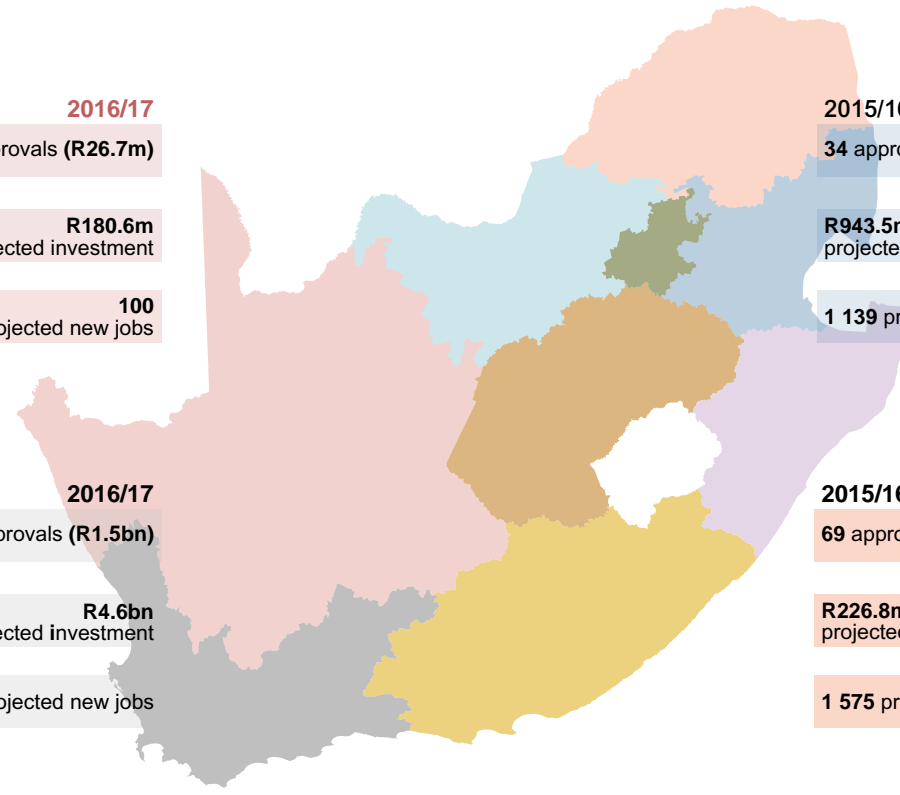 2016/17
rovals (R26.7m)
R180.6m
ected investment
100
ojected new jobs
2015/16
34 appro
R943.5m
projecte
1 139 pr
2016/17
provals (R1.5bn)
R4.6bn
ected investment
ojected new jobs
2015/16
69 appro
R226.8m
projected
1 575 pr